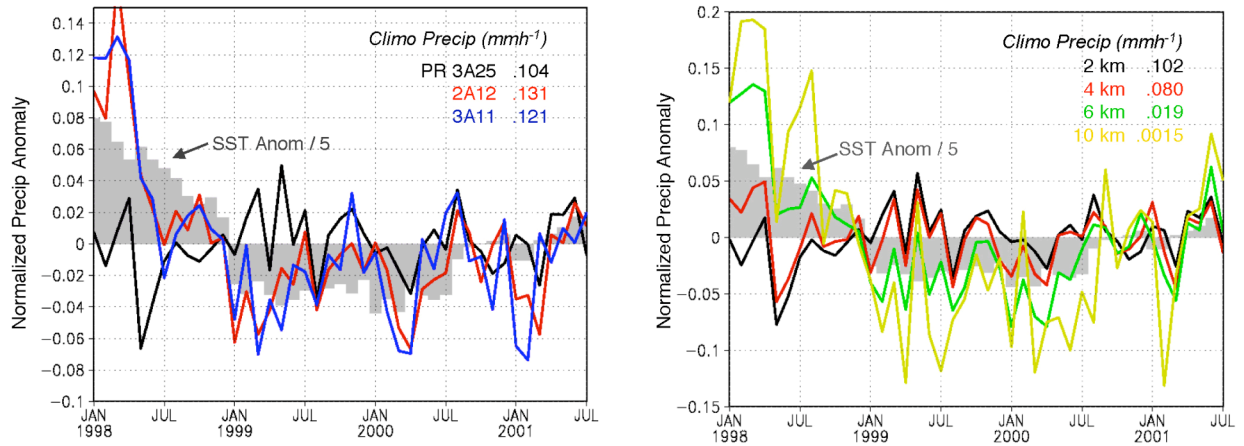 Climo Precip (mmh-1)
PR 3A25 .104
2A12 .131
3A11 .121
SST Anom / 5
Normalized Precip Anomaly
0.14
0.12
0.1
0.08
0.06
0.04
0.02
0
−0.02
−0.04
−0.06
−0.08
−0.1
JAN JUL JAN JUL JAN JUL JAN JUL
1998 1999 2000 2001
Climo Precip (mmh-1)
2 km .102
4 km .080
6 km .019
10 km .0015
SST Anom / 5
Normalized Precip Anomaly
0.2
0.15
0.1
0.05
0
−0.05
−0.1
−0.15
JAN JUL JAN JUL JAN JUL JAN JUL
1998 1999 2000 2001